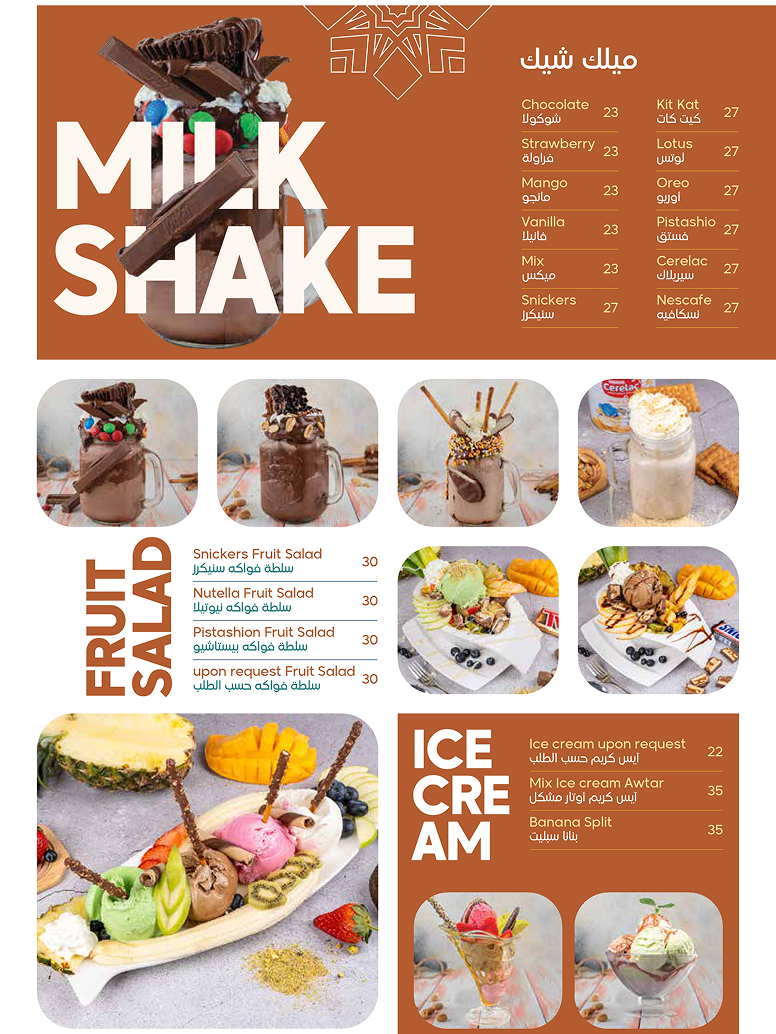 MILK
SHAKE
ميلك شيك
Chocolate 23
شوكولا
Strawberry 23
فراولة
Mango 23
مانجو
Vanilla 23
فانيلا
Mix 23
ميكس
Snickers 27
سنيكرز
Kit Kat 27
كيت كات
Lotus 27
لوتس
Oreo 27
اوريو
Pistashio 27
فستق
Cerelac 27
سيريلاك
Nescafe 27
نسكافيه
Cerelac
FRUIT
SALAD
Snickers Fruit Salad 30
سلطة فواكه سنيكرز
Nutella Fruit Salad 30
سلطة فواكه نيوتيلا
Pistashion Fruit Salad 30
سلطة فواكه بيستاشيو
upon request Fruit Salad 30
سلطة فواكه حسب الطلب
ICE
CRE
AM
Ice cream upon request 22
آيس كريم حسب الطلب
Mix Ice cream Awtar 35
آيس كريم أوتار مشكل
Banana Split 35
بنانا سبليت